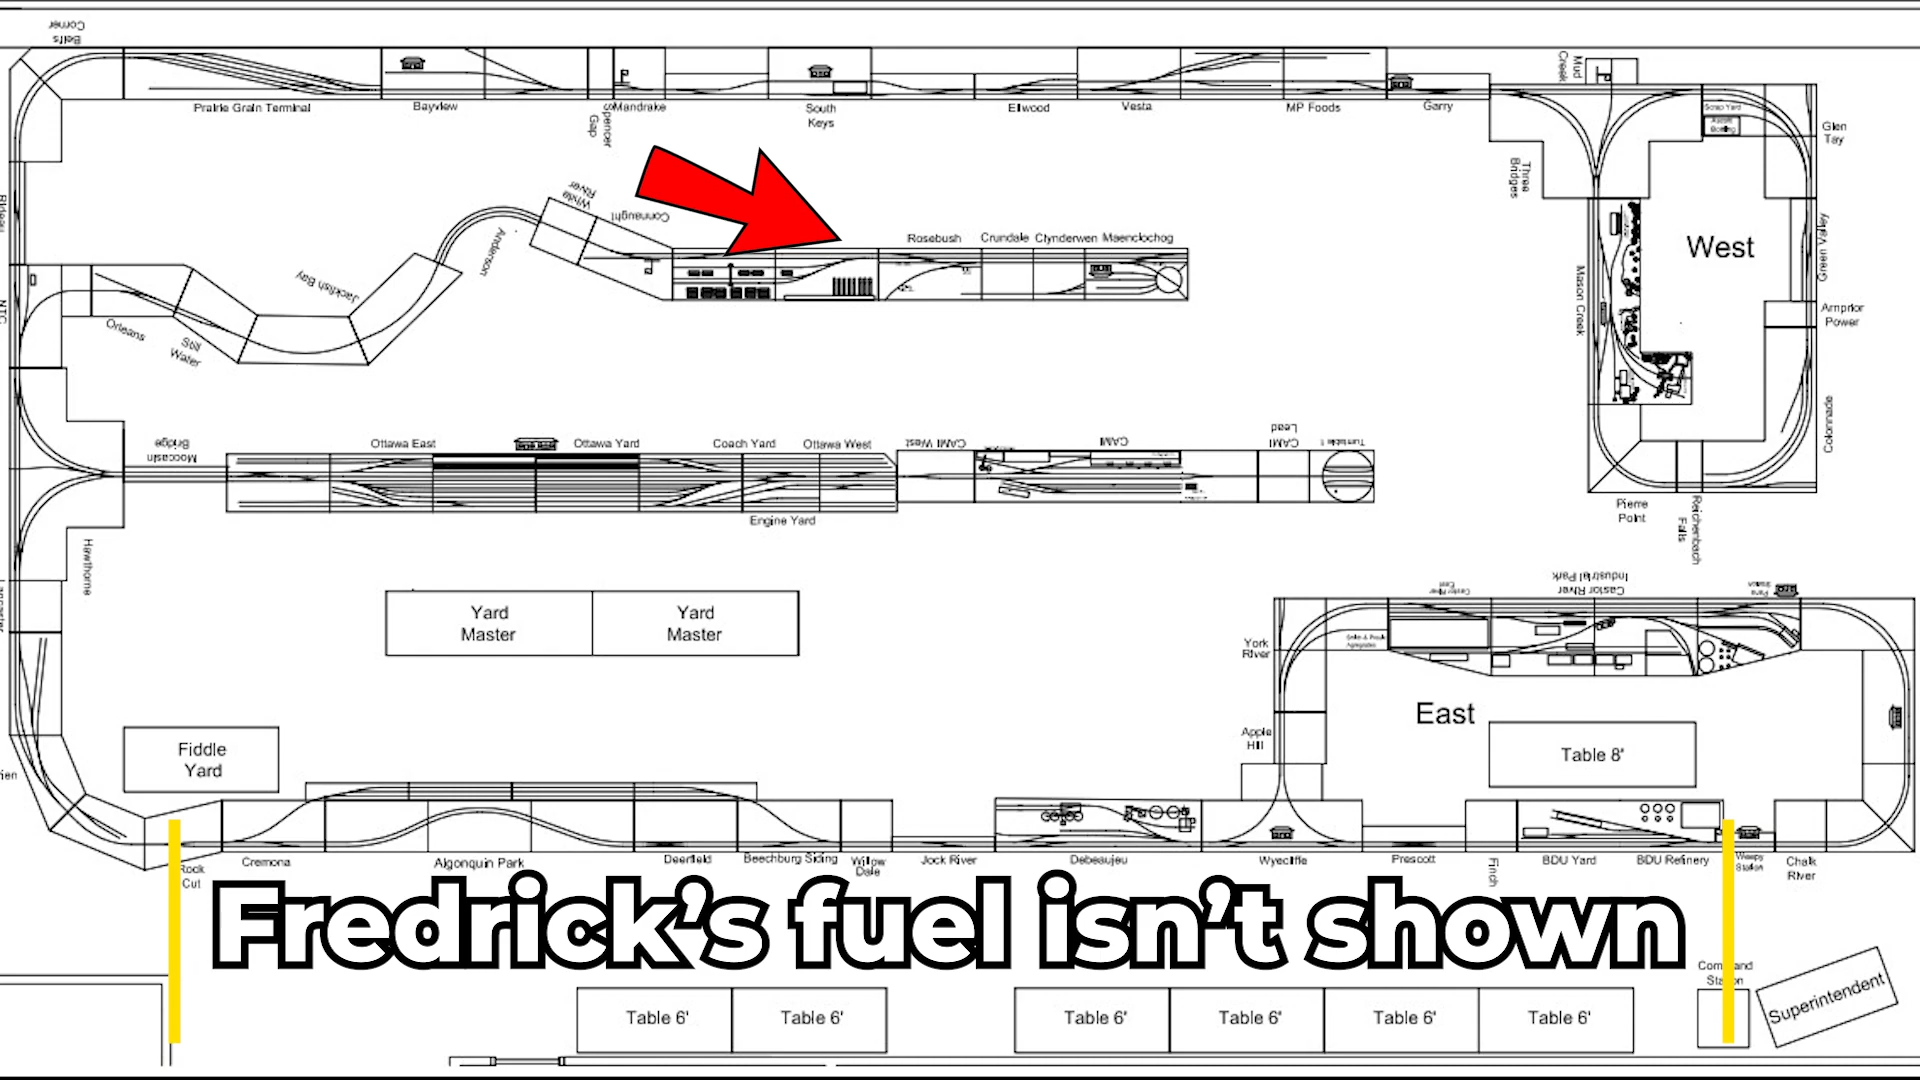 Bell's
Corner
Prairie Grain Terminal
Bayview
Spencer
Gap
Mandrake
South
Keys
Ellwood
Vesta
MP Foods
Garry
Mud
Creek
Scrap Yard
Glen
Tay
Three
Bridges
White
River
Connaught
Anderson
Rosebush
Crundale
Clynderwen
Maenclochog
West
Mason Creek
Green Valley
Arnprior
Power
Colonnade
Jackfish Bay
Orleans
Still
Water
Moccasin
Bridge
Ottawa East
Ottawa Yard
Coach Yard
Ottawa West
CAMI West
CAMI
CAMI
Lead
Turntable 1
Engine Yard
Pierre
Point
Reichenbach
Falls
Hawthorne
Yard
Master
Yard
Master
Castor River
Industrial Park
York
River
East
Apple
Hill
Table 8'
Fiddle
Yard
Rock
Cut
Cremona
Algonquin Park
Deerfield
Beechburg Siding
Willow
Dale
Jock River
Debeaujeu
Wyecliffe
Prescott
Finch
BDU Yard
BDU Refinery
Weepy
Station
Chalk
River
Fredrick's fuel isn't shown
Command
Station
Superintendent
Table 6'
Table 6'
Table 6'
Table 6'
Table 6'
Table 6'